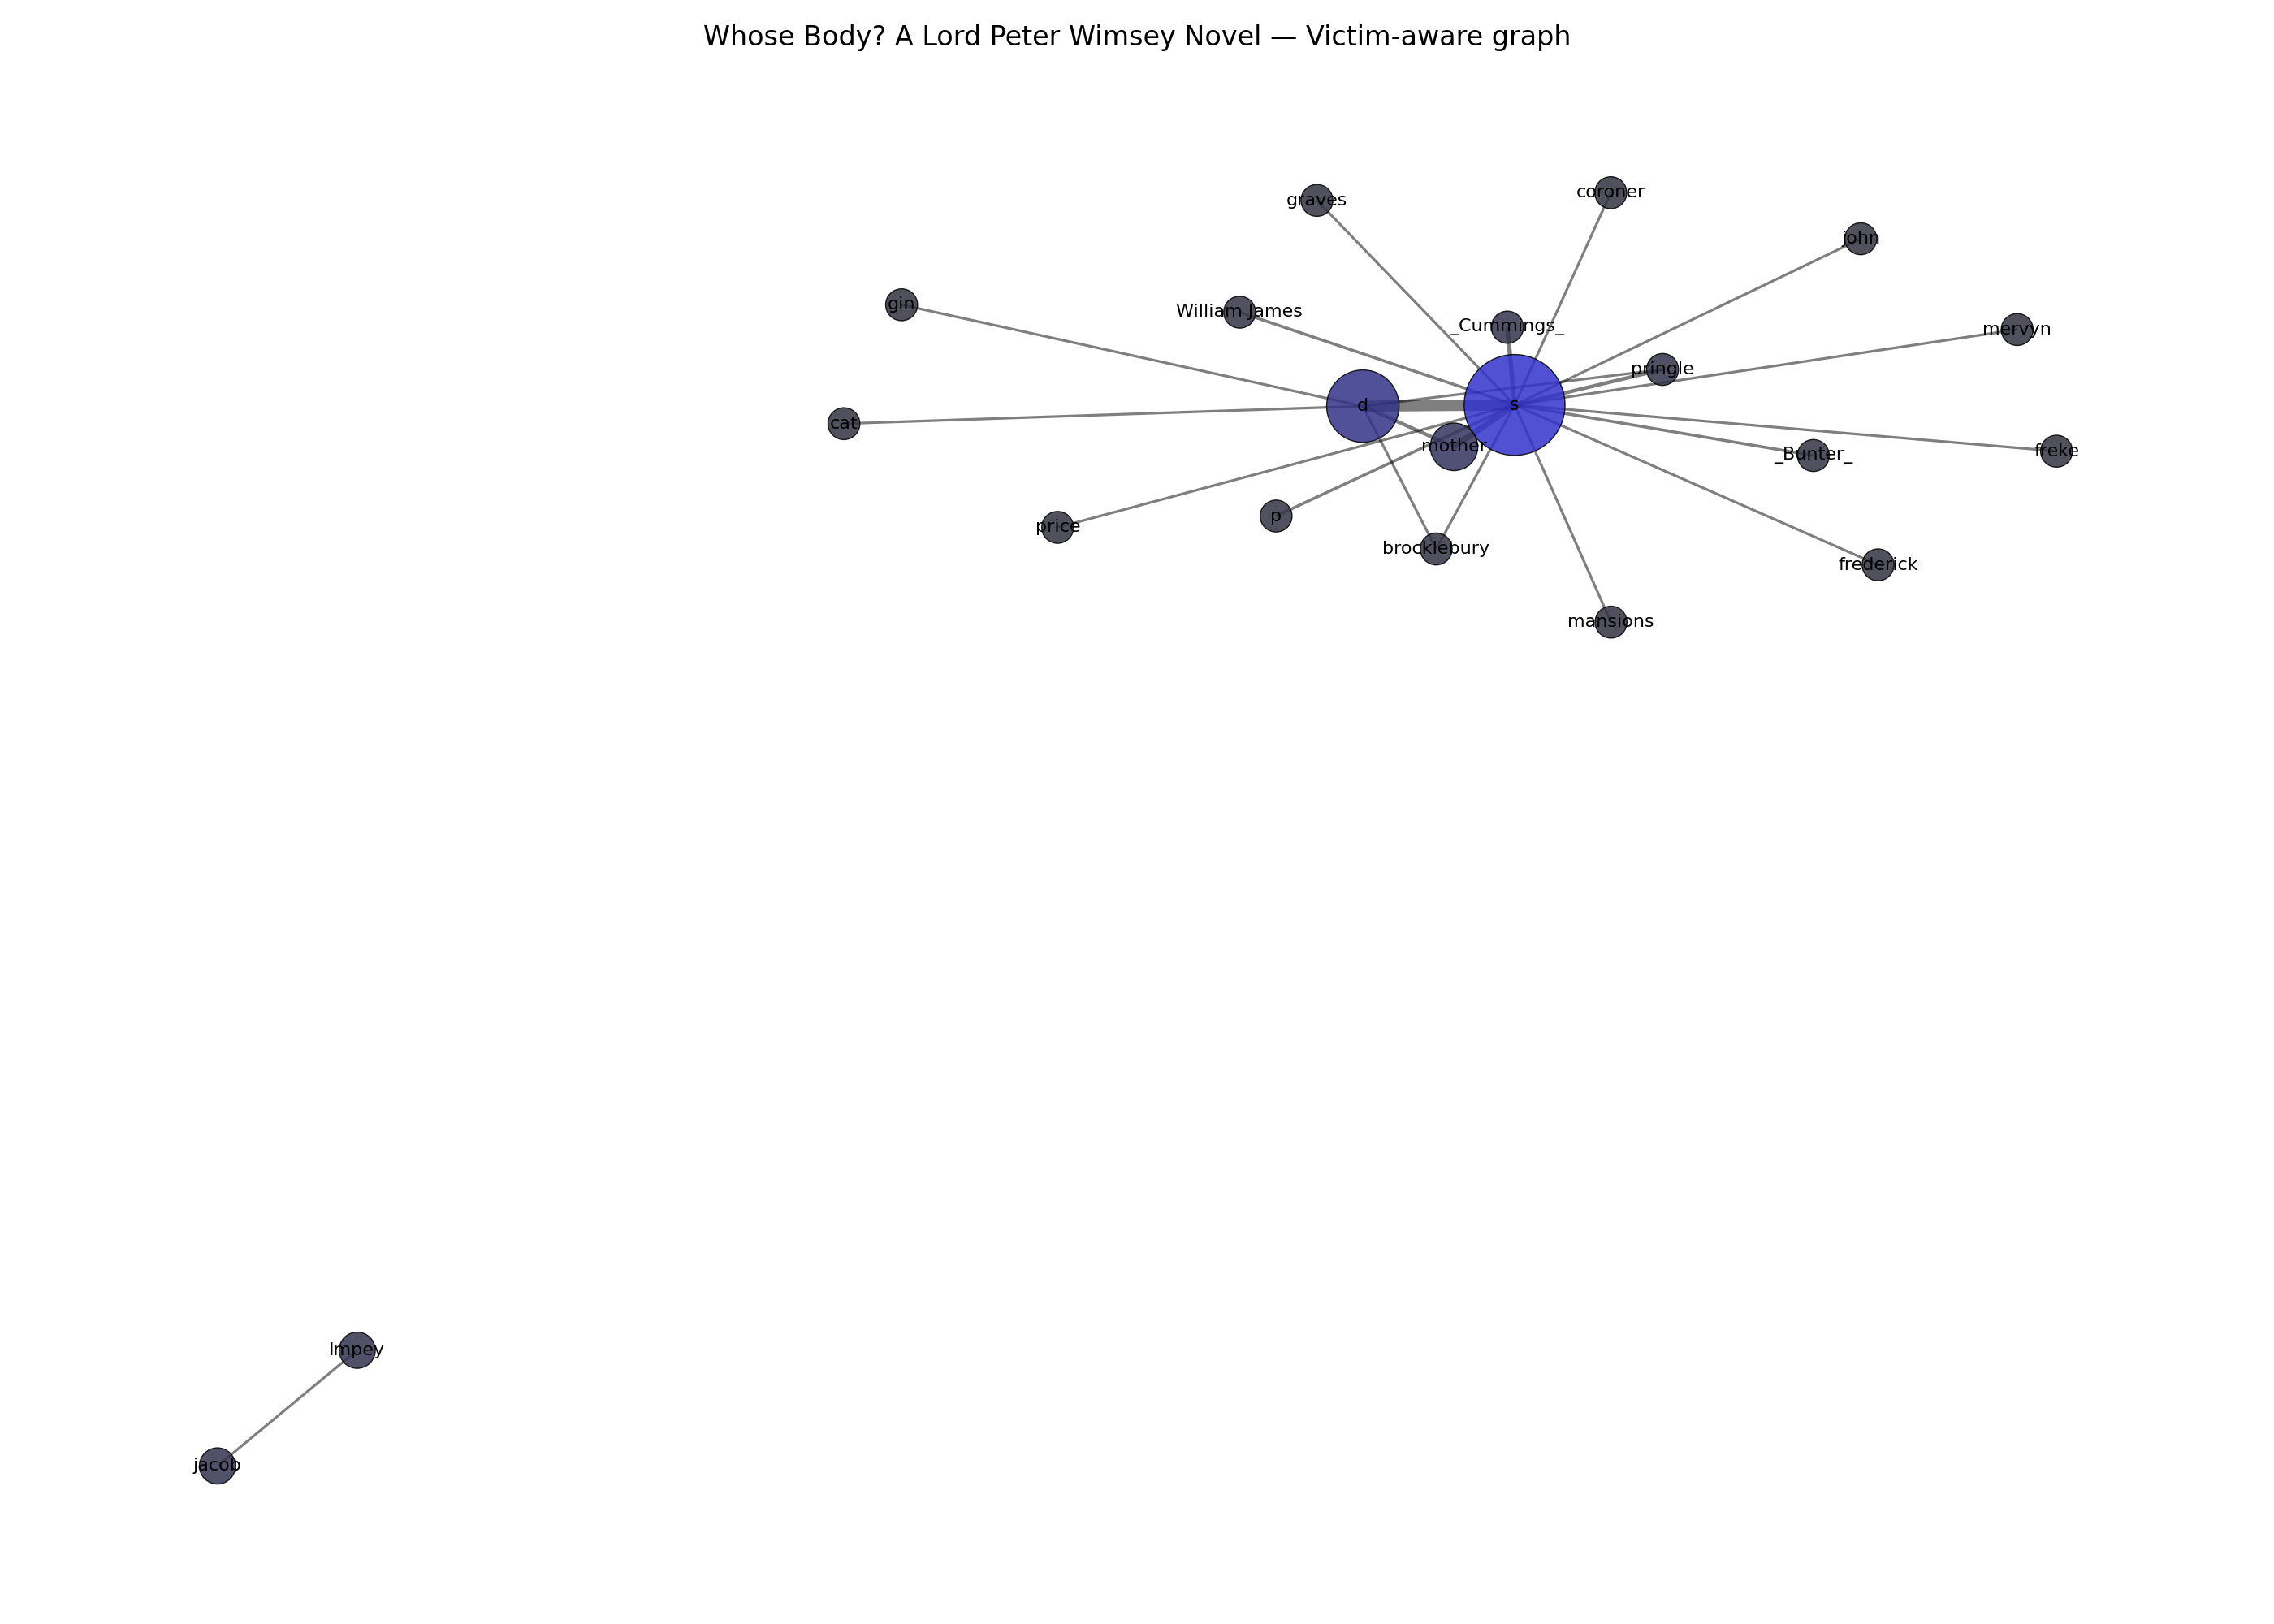 Whose Body? A Lord Peter Wimsey Novel — Victim-aware graph
coroner
graves
john
gin
William James
_Cummings_
mervyn
pringle
d
s
cat
mother
_Bunter_
freke
p
price
brocklebury
frederick
mansions
Impey
jacob